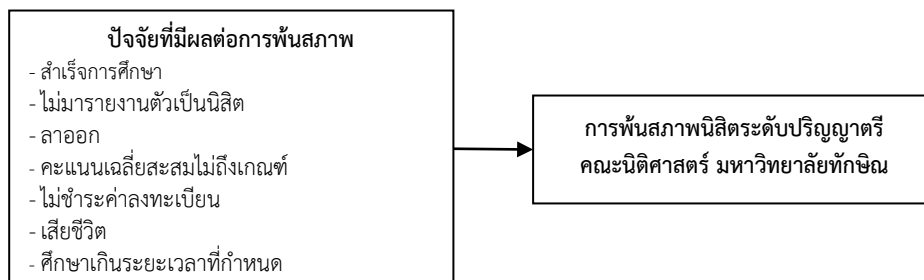 ปัจจัยที่มีผลต่อการพ้นสภาพ
- สำเร็จการศึกษา
- ไม่มารายงานตัวเป็นนิสิต
- ลาออก
- คะแนนเฉลี่ยสะสมไม่ถึงเกณฑ์
- ไม่ชำระค่าลงทะเบียน
- เสียชีวิต
- ศึกษาเกินระยะเวลาที่กำหนด
การพ้นสภาพนิสิตระดับปริญญาตรี
คณะนิติศาสตร์ มหาวิทยาลัยทักษิณ